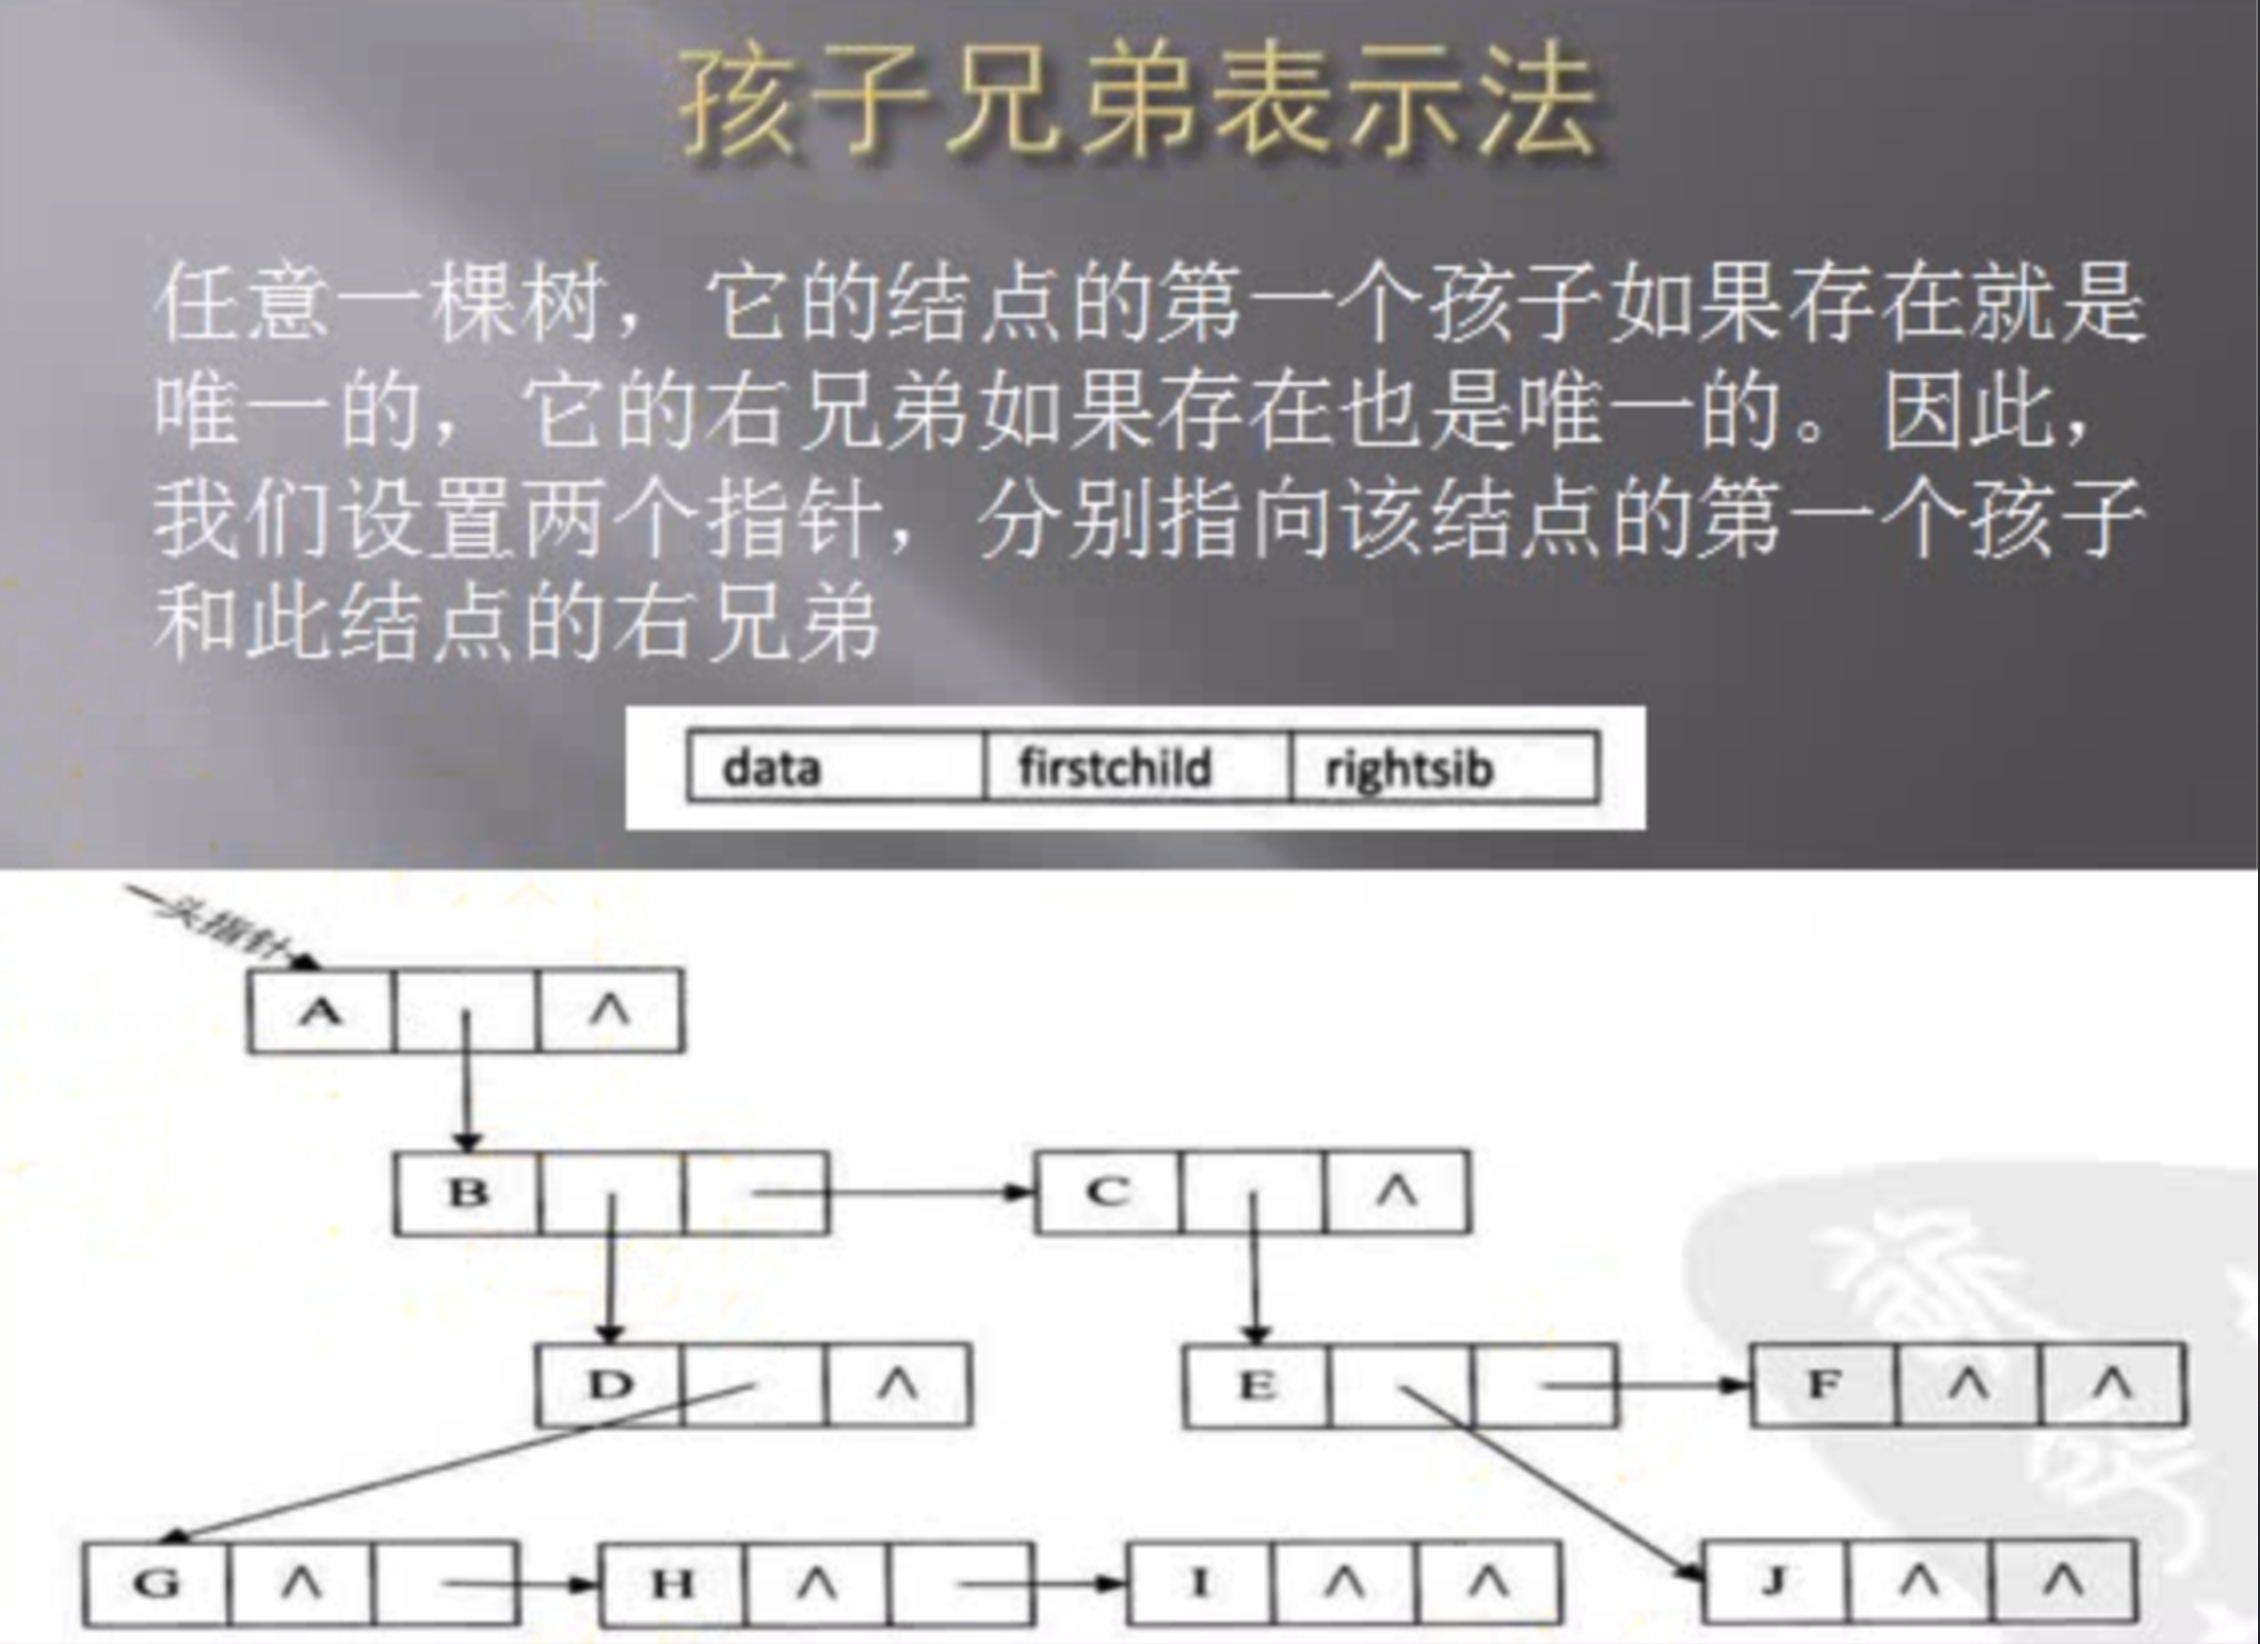 孩子兄弟表示法
任意一棵树，它的结点的第一个孩子如果存在就是
唯一的，它的右兄弟如果存在也是唯一的。因此，
我们设置两个指针，分别指向该结点的第一个孩子
和此结点的右兄弟
data firstchild rightsib
头指针
A ∧
B C ∧
D ∧ E F ∧ ∧
G ∧ H ∧ I ∧ ∧ J ∧ ∧